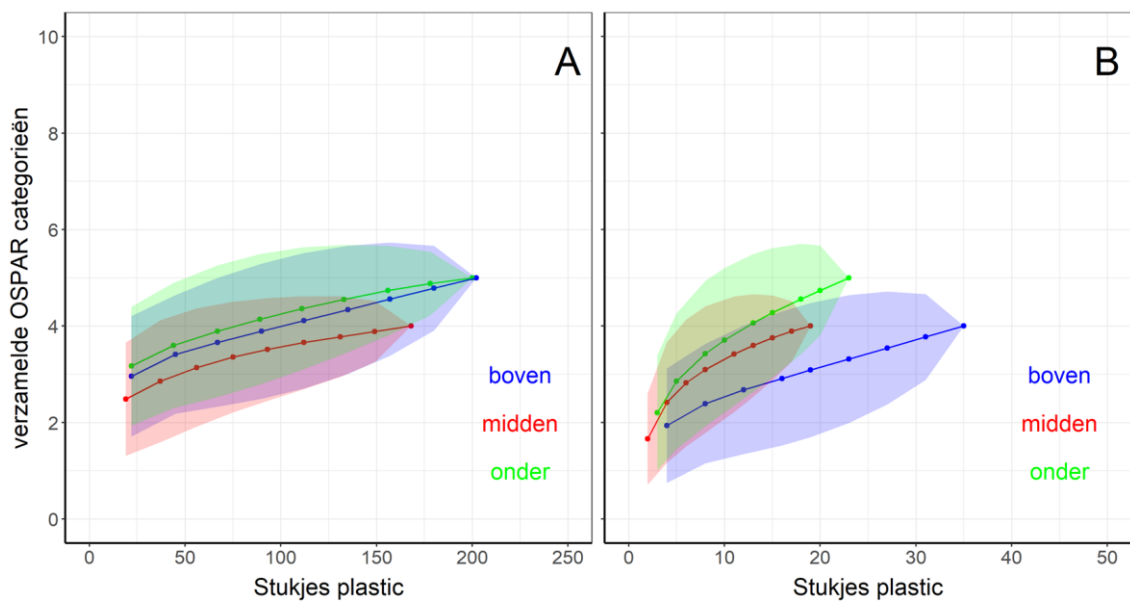 A
B
verzamelde OSPAR categorieën
10
8
6
4
2
0
boven
midden
onder
boven
midden
onder
0 50 100 150 200 250
0 10 20 30 40 50
Stukjes plastic
Stukjes plastic